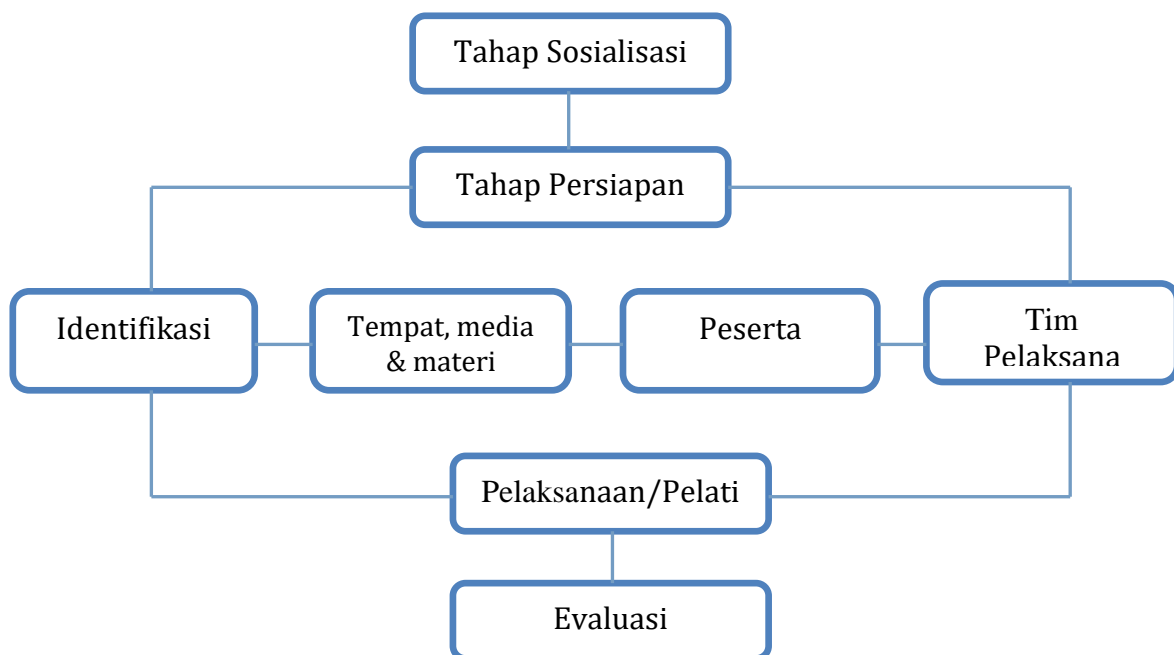 Tahap Sosialisasi
Tahap Persiapan
Identifikasi
Tempat, media
& materi
Peserta
Tim
Pelaksana
Pelaksanaan/Pelati
Evaluasi